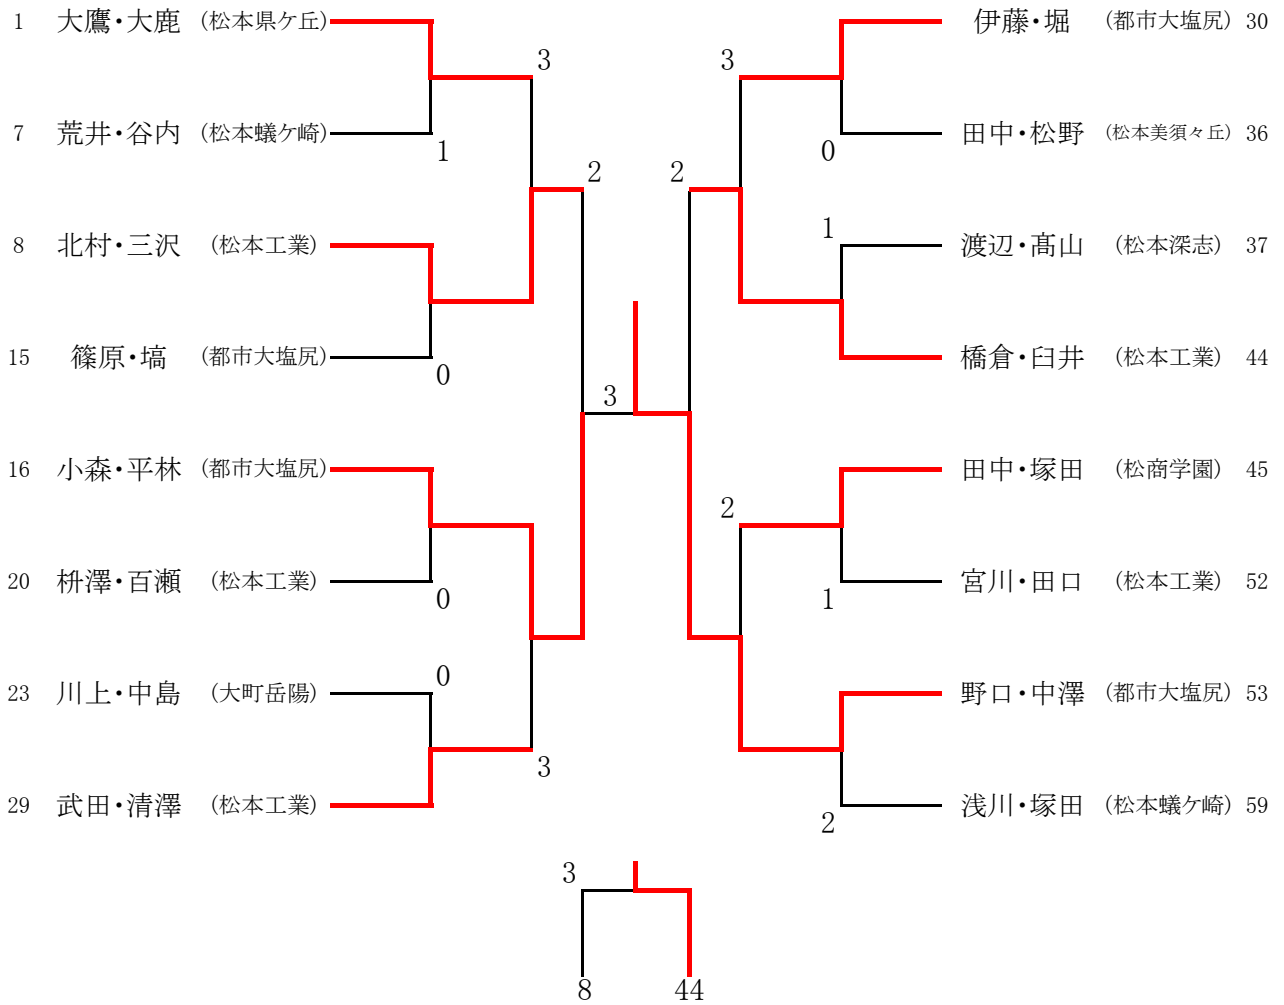 1 大鷹・大鹿 (松本県ケ丘)
7 荒井・谷内 (松本蟻ケ崎)
8 北村・三沢 (松本工業)
15 篠原・塙 (都市大塩尻)
16 小森・平林 (都市大塩尻)
20 枡澤・百瀬 (松本工業)
23 川上・中島 (大町岳陽)
29 武田・清澤 (松本工業)
3
1
2
0
3
0
0
3
3
2
0
1
2
1
2
伊藤・堀 (都市大塩尻) 30
田中・松野 (松本美須々丘) 36
渡辺・髙山 (松本深志) 37
橋倉・臼井 (松本工業) 44
田中・塚田 (松商学園) 45
宮川・田口 (松本工業) 52
野口・中澤 (都市大塩尻) 53
浅川・塚田 (松本蟻ケ崎) 59
3
8 44